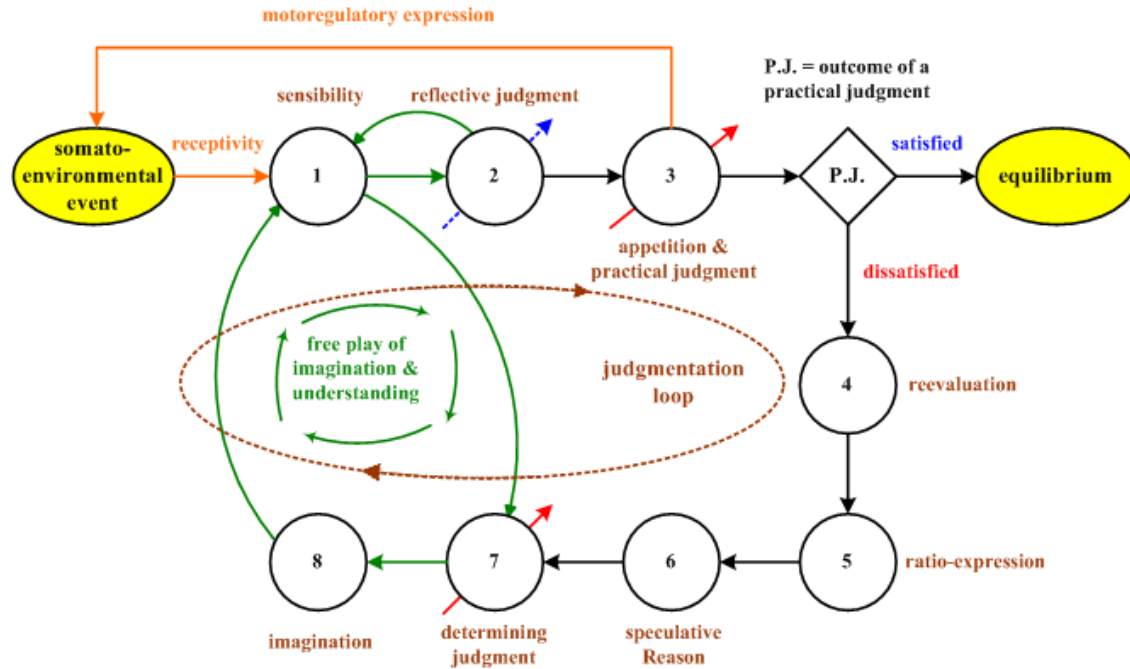 motoregulatory expression
P.J. = outcome of a
practical judgment
sensibility
reflective judgment
somato-
environmental
event
receptivity
1
2
3
P.J.
satisfied
equilibrium
appetition &
practical judgment
dissatisfied
free play of
imagination &
understanding
judgmentation
loop
4
reevaluation
8
7
6
5
ratio-expression
imagination
determining
judgment
speculative
Reason